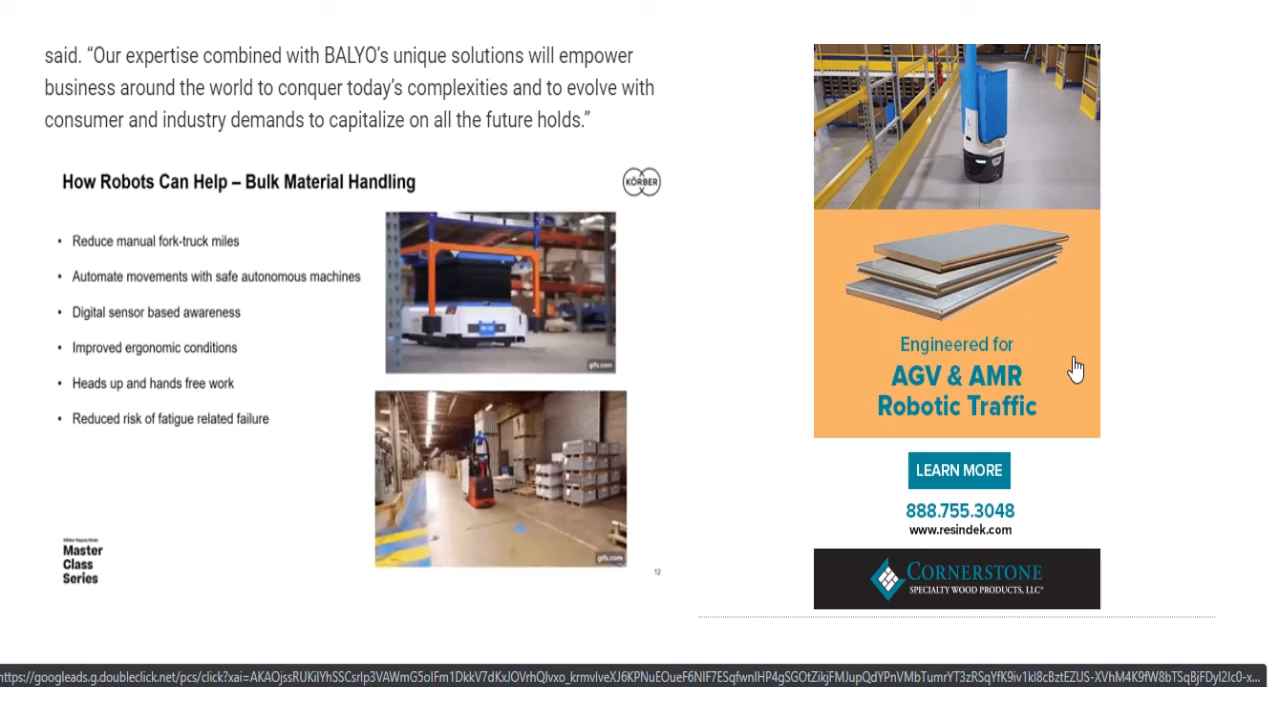 said. “Our expertise combined with BALYO’s unique solutions will empower
business around the world to conquer today’s complexities and to evolve with
consumer and industry demands to capitalize on all the future holds.”
How Robots Can Help – Bulk Material Handling
KÖRBER
• Reduce manual fork-truck miles
• Automate movements with safe autonomous machines
• Digital sensor based awareness
• Improved ergonomic conditions
• Heads up and hands free work
• Reduced risk of fatigue related failure
gifs.com
gifs.com
Master
Class
Series
12
Engineered for
AGV & AMR
Robotic Traffic
LEARN MORE
888.755.3048
www.resindek.com
CORNERSTONE
SPECIALTY WOOD PRODUCTS, LLC®